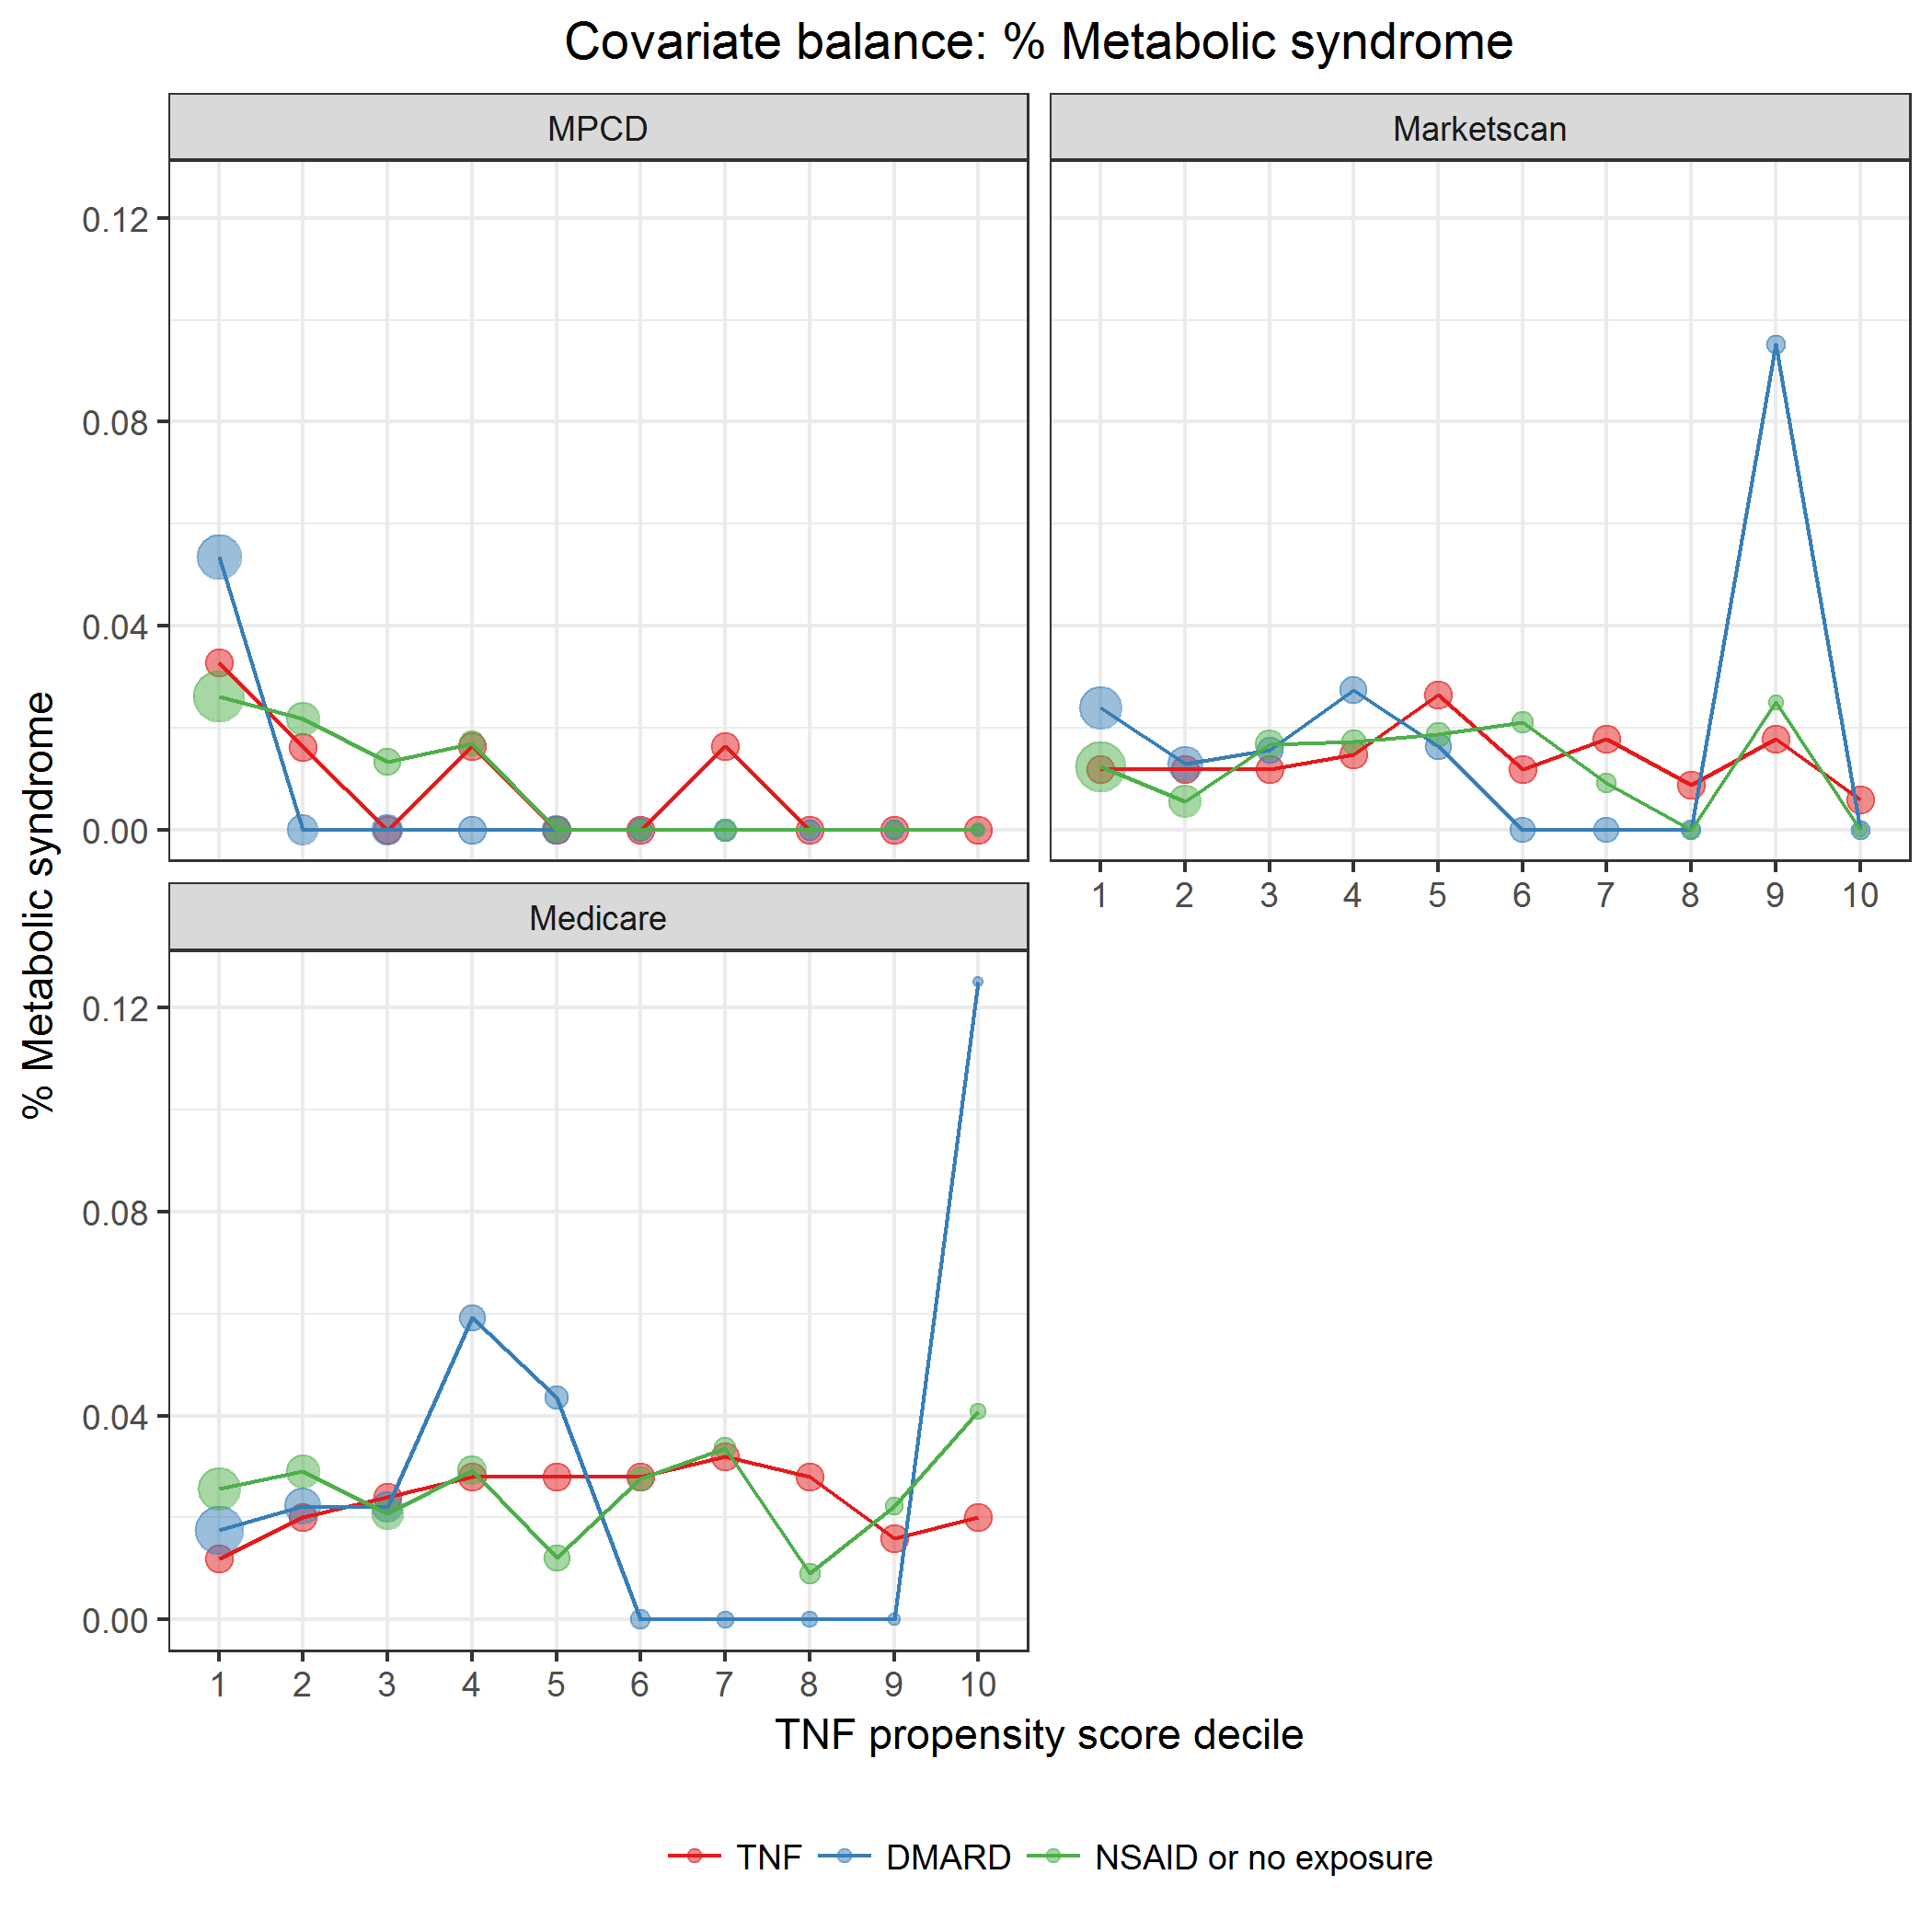 Covariate balance: % Metabolic syndrome
MPCD
Marketscan
0.12
0.08
0.04
0.00
1 2 3 4 5 6 7 8 9 10
Medicare
0.12
0.08
0.04
0.00
1 2 3 4 5 6 7 8 9 10
% Metabolic syndrome
TNF propensity score decile
TNF DMARD NSAID or no exposure